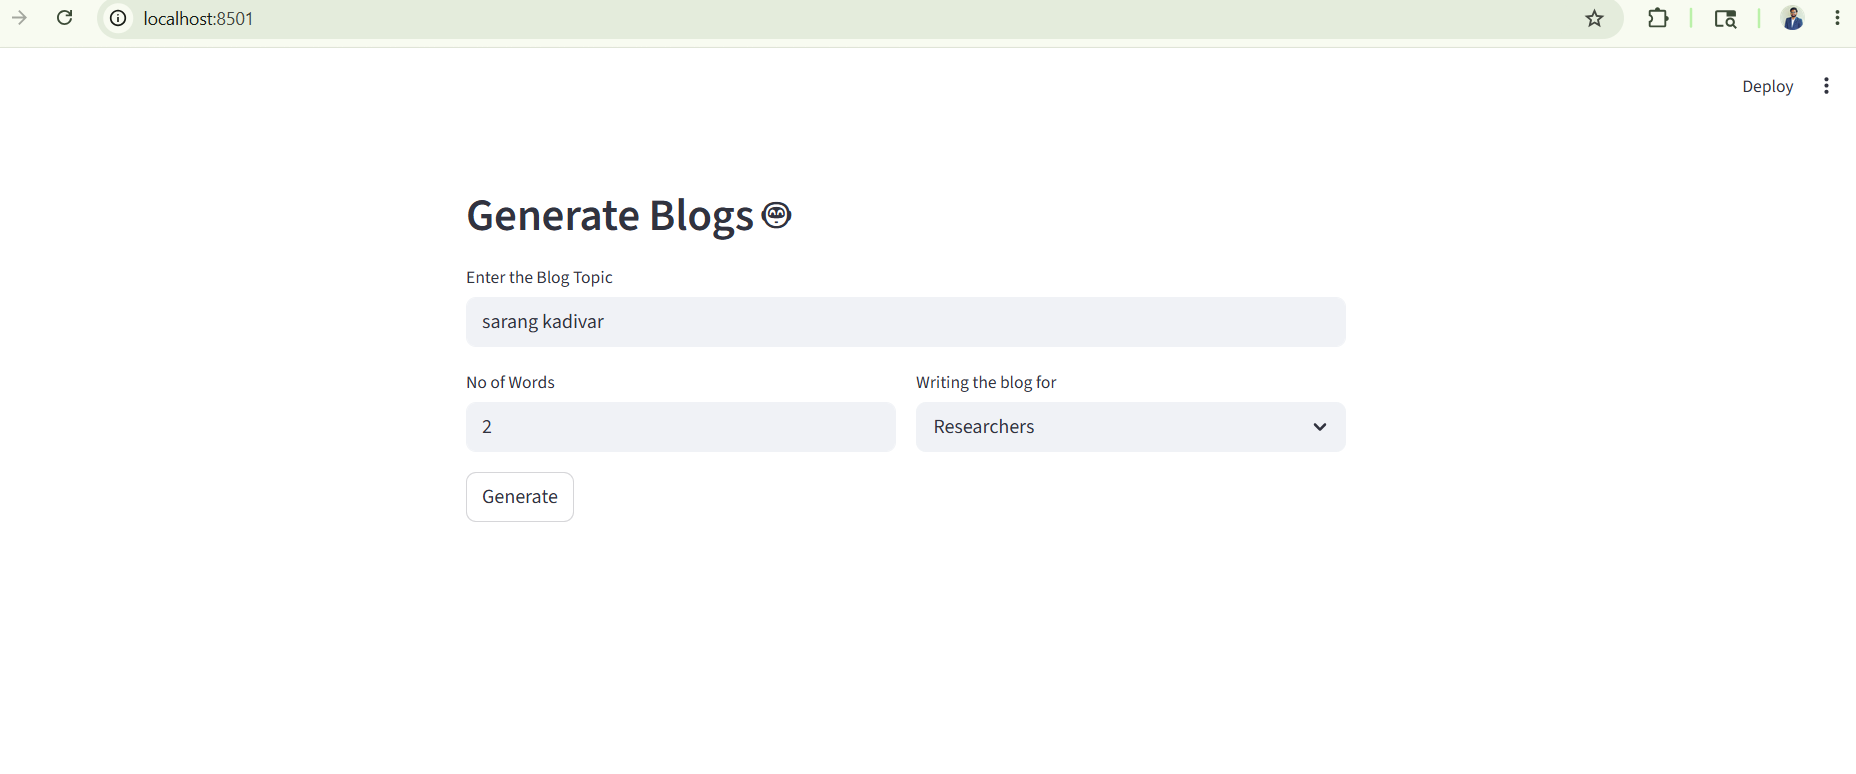 localhost:8501
Deploy
Generate Blogs
Enter the Blog Topic
sarang kadivar
No of Words
Writing the blog for
2
Researchers
Generate